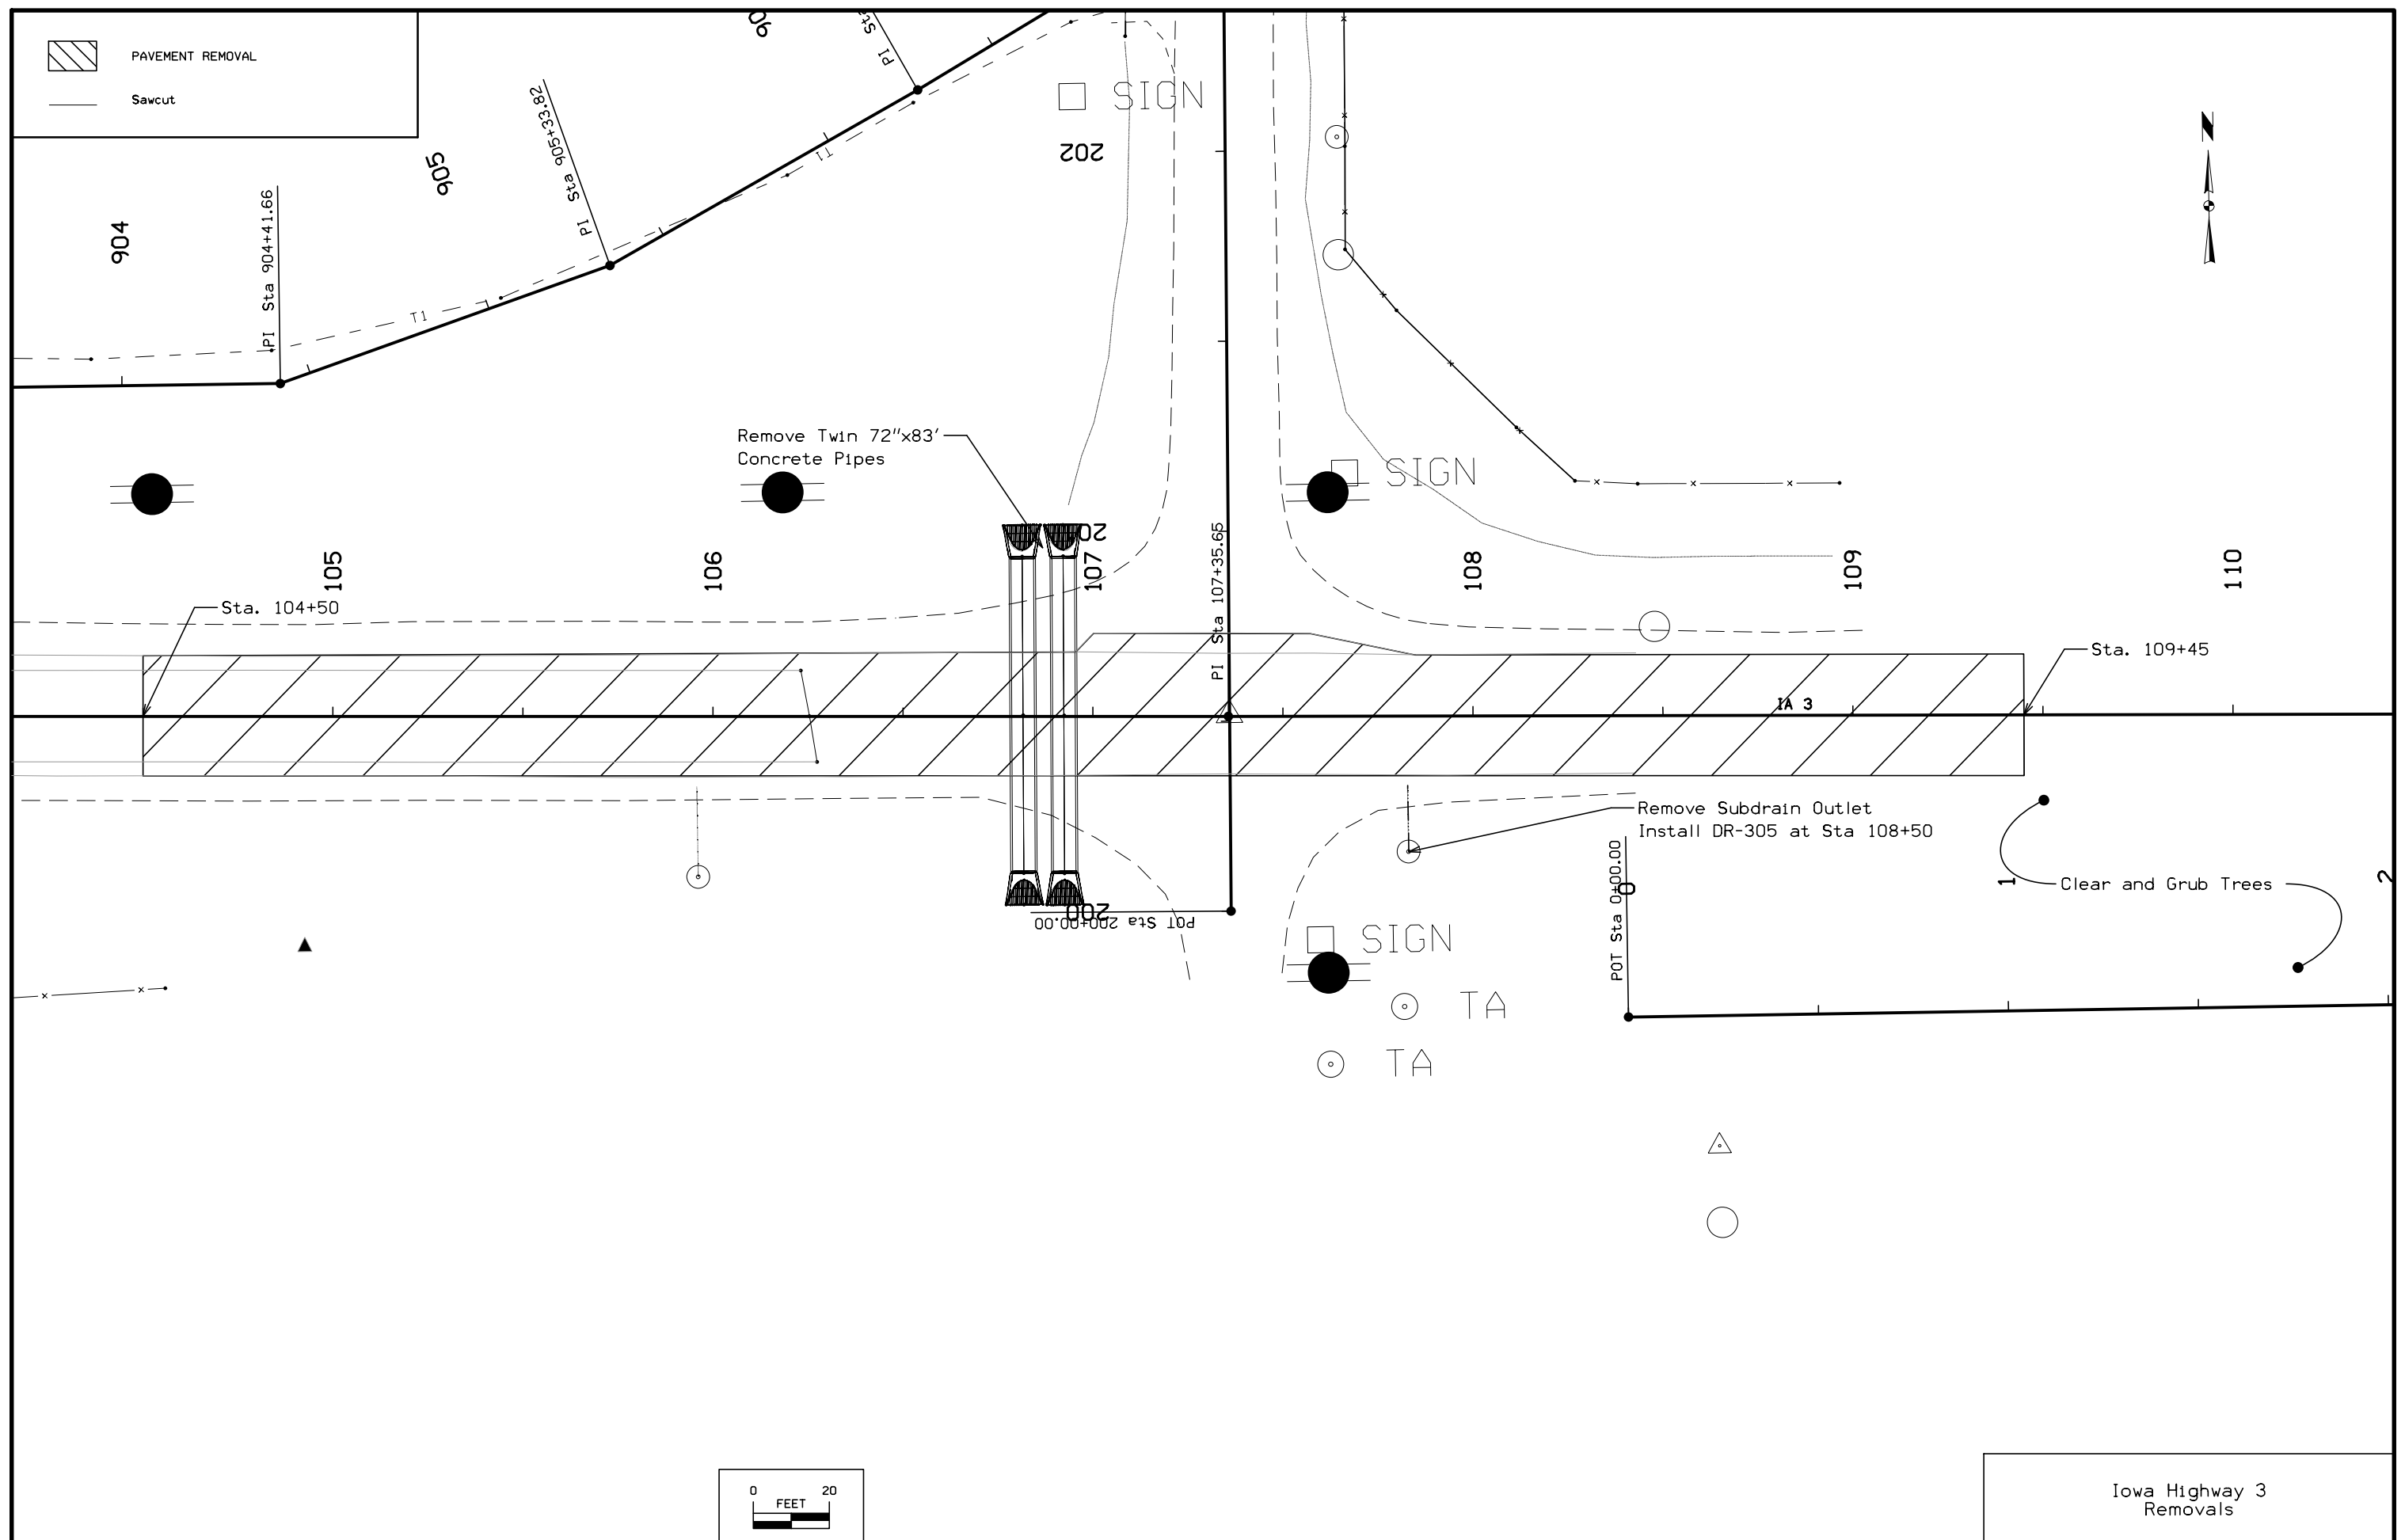 PAVEMENT REMOVAL
Sawcut
904
PI Sta 904+41.66
905
PI Sta 905+33.82
90
PI Sta
T1
T1
SIGN
202
N
Remove Twin 72"x83'
Concrete Pipes
SIGN
20
105
106
107
108
109
110
PI Sta 107+35.65
Sta. 104+50
Sta. 109+45
IA 3
Remove Subdrain Outlet
Install DR-305 at Sta 108+50
POT Sta 0+00.00
0
1
2
Clear and Grub Trees
200
POT Sta 200+00.00
SIGN
TA
TA
0 20
FEET
Iowa Highway 3
Removals